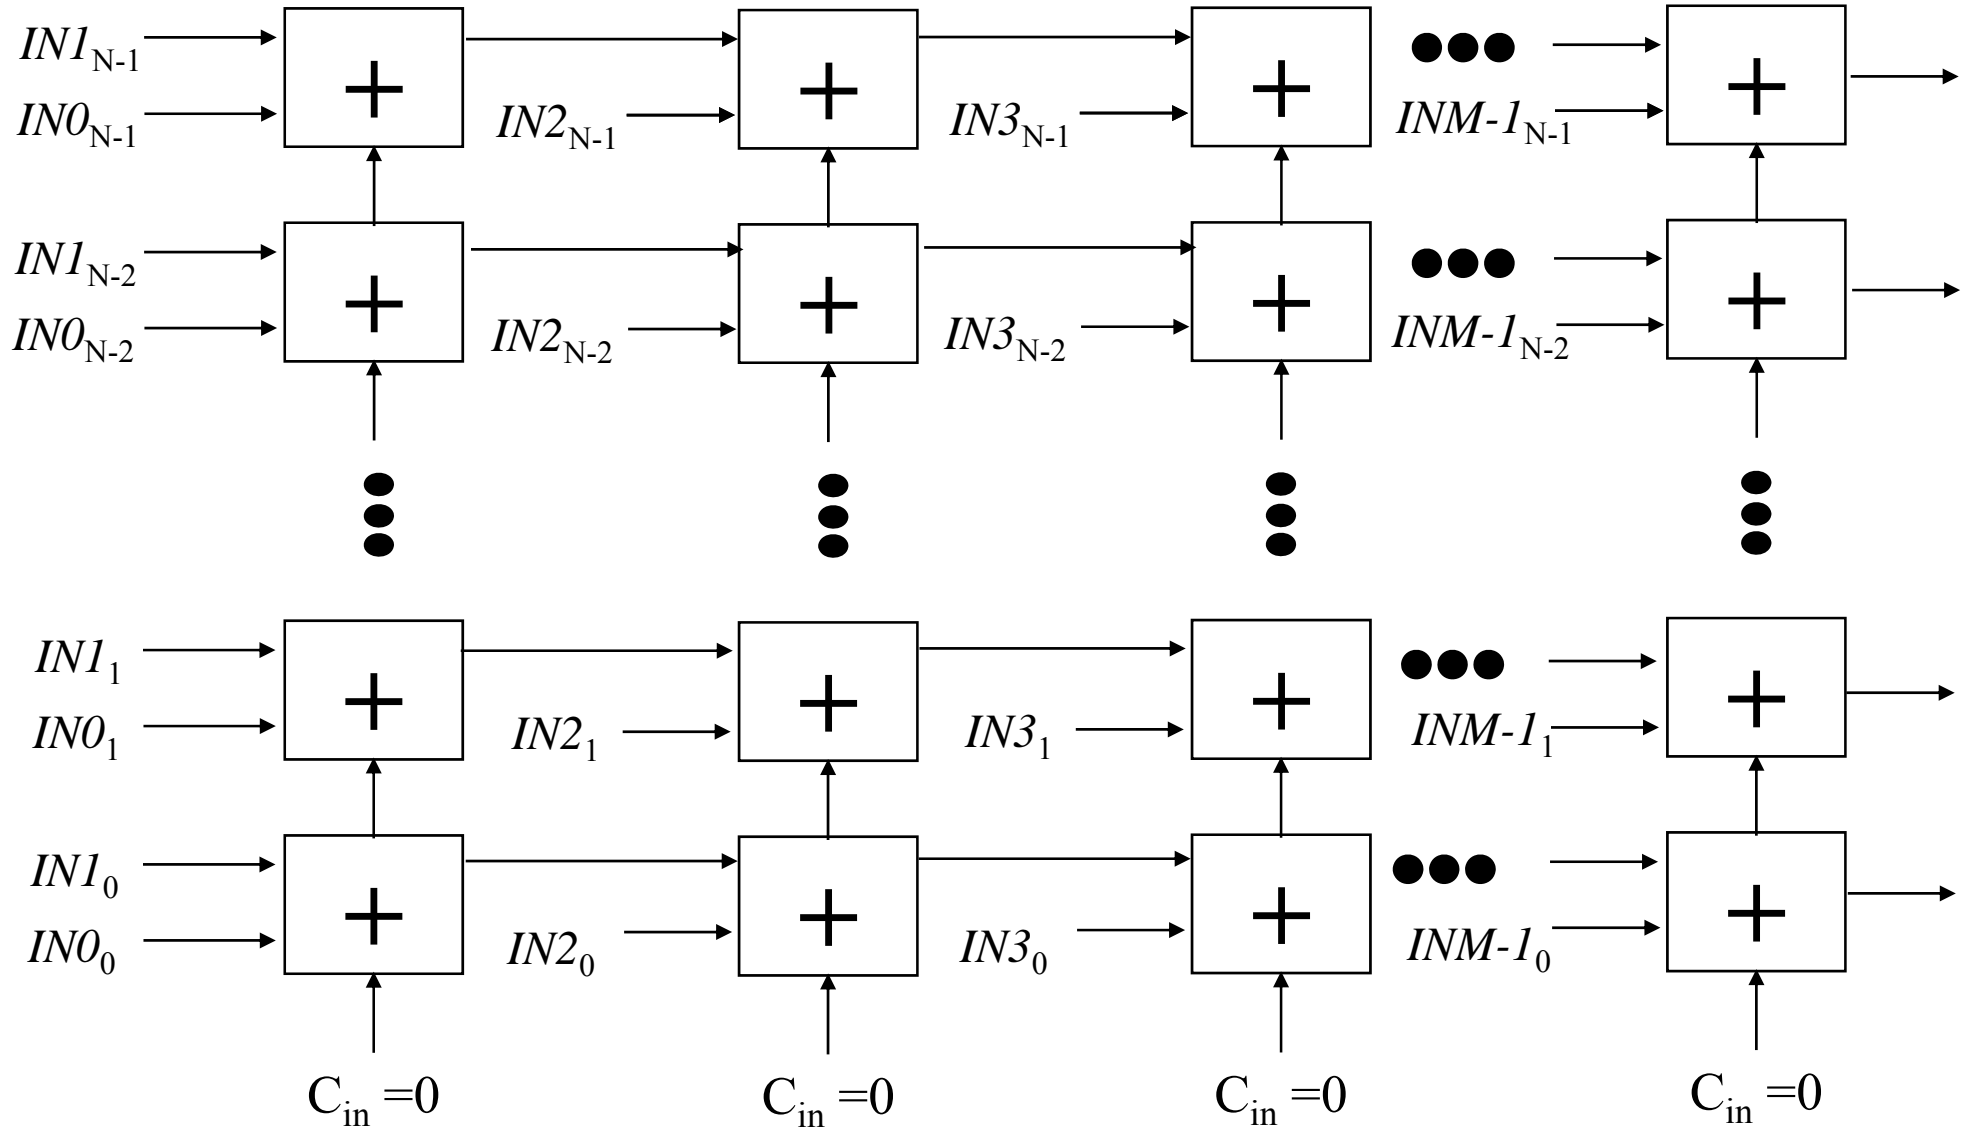 IN1N-1
IN0N-1 IN2N-1 IN3N-1 INM-1N-1
IN1N-2
IN0N-2 IN2N-2 IN3N-2 INM-1N-2
IN11
IN01 IN21 IN31 INM-11
IN10
IN00 IN20 IN30 INM-10
Cin =0 Cin =0 Cin =0 Cin =0